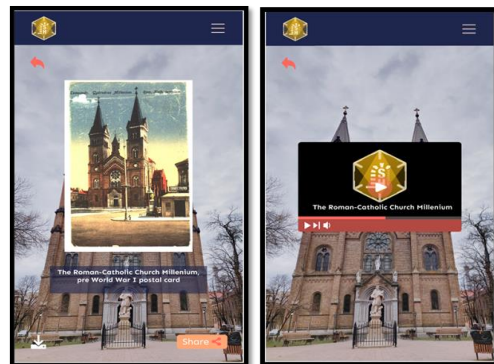 The Roman-Catholic Church Millenium,
pre World War I postal card
Share
The Roman-Catholic Church Millenium